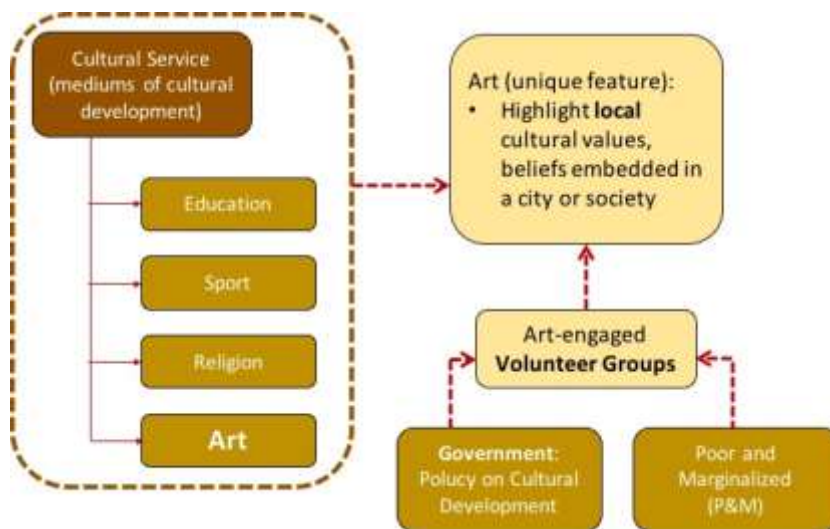 Cultural Service
(mediums of cultural
development)
Education
Sport
Religion
Art
Art (unique feature):
• Highlight local
cultural values,
beliefs embedded in
a city or society
Art-engaged
Volunteer Groups
Government:
Polucy on Cultural
Development
Poor and
Marginalized
(P&M)